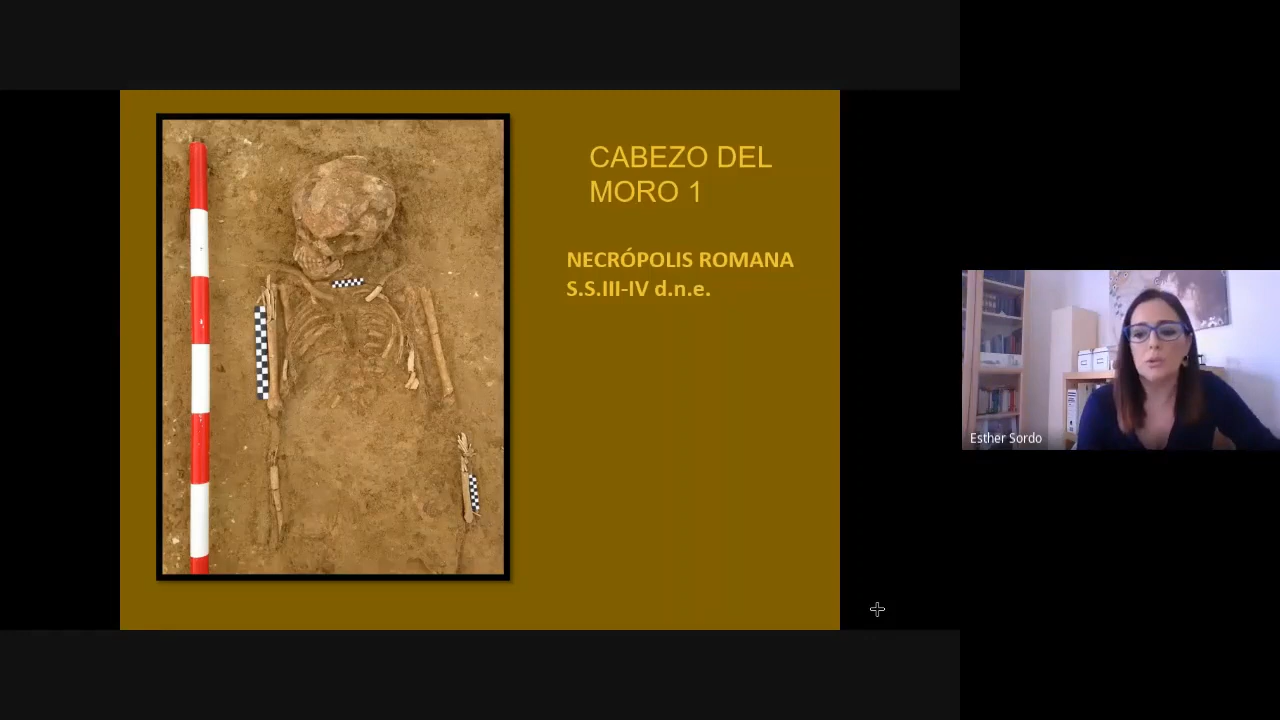 CABEZO DEL
MORO 1
NECRÓPOLIS ROMANA
S.S.III-IV d.n.e.
Esther Sordo